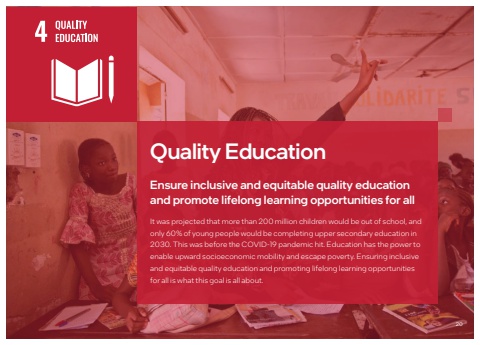 4 QUALITY
EDUCATION
SOLIDARITE
Quality Education
Ensure inclusive and equitable quality education
and promote lifelong learning opportunities for all
It was projected that more than 200 million children would be out of school, and
only 60% of young people would be completing upper secondary education in
2030. This was before the COVID-19 pandemic hit. Education has the power to
enable upward socioeconomic mobility and escape poverty. Ensuring inclusive
and equitable quality education and promoting lifelong learning opportunities
for all is what this goal is all about.
20